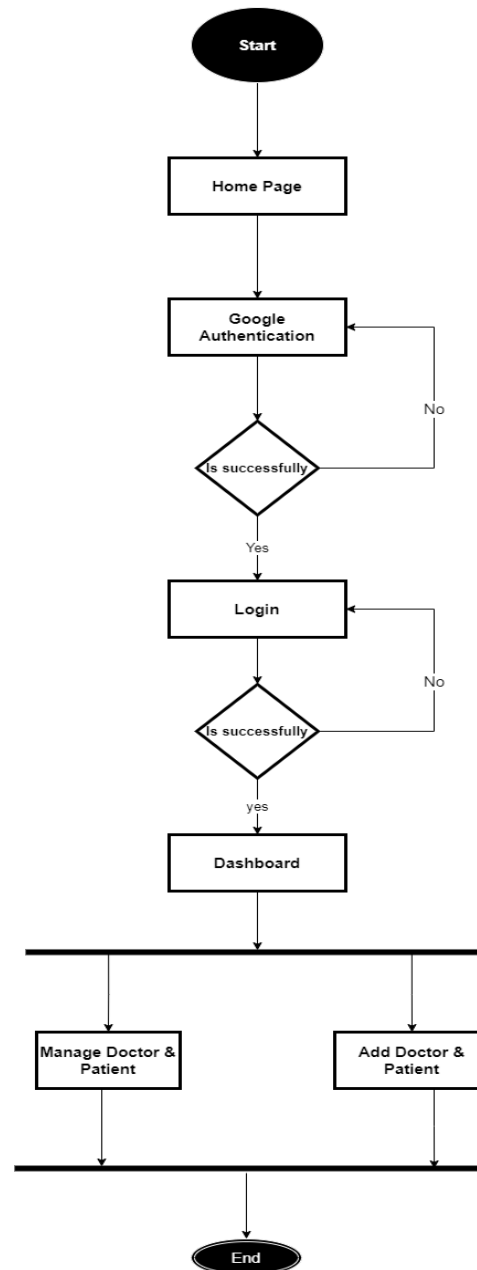 Start
Home Page
Google
Authentication
No
Is successfully
Yes
Login
No
Is successfully
yes
Dashboard
Manage Doctor &
Patient
Add Doctor &
Patient
End